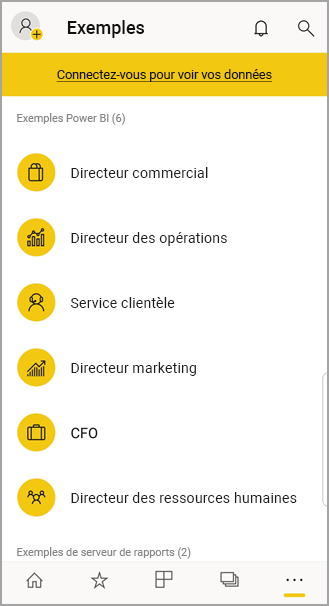 Exemples
Connectez-vous pour voir vos données
Exemples Power BI (6)
Directeur commercial
Directeur des opérations
Service clientèle
Directeur marketing
CFO
Directeur des ressources humaines
Exemples de serveur de rapports (2)